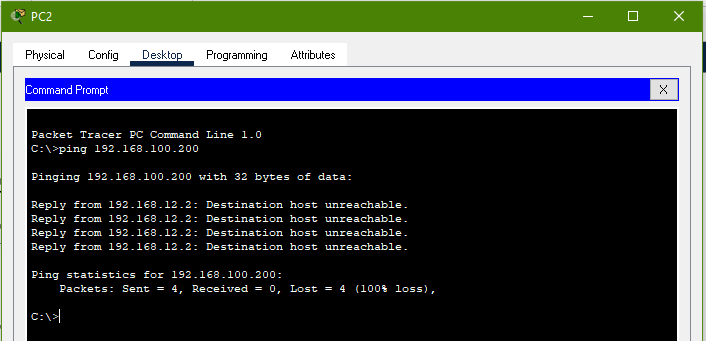 PC2
Physical Config Desktop Programming Attributes
Command Prompt
X
Packet Tracer PC Command Line 1.0
C:\>ping 192.168.100.200
Pinging 192.168.100.200 with 32 bytes of data:
Reply from 192.168.12.2: Destination host unreachable.
Reply from 192.168.12.2: Destination host unreachable.
Reply from 192.168.12.2: Destination host unreachable.
Reply from 192.168.12.2: Destination host unreachable.
Ping statistics for 192.168.100.200:
Packets: Sent = 4, Received = 0, Lost = 4 (100% loss),
C:\>